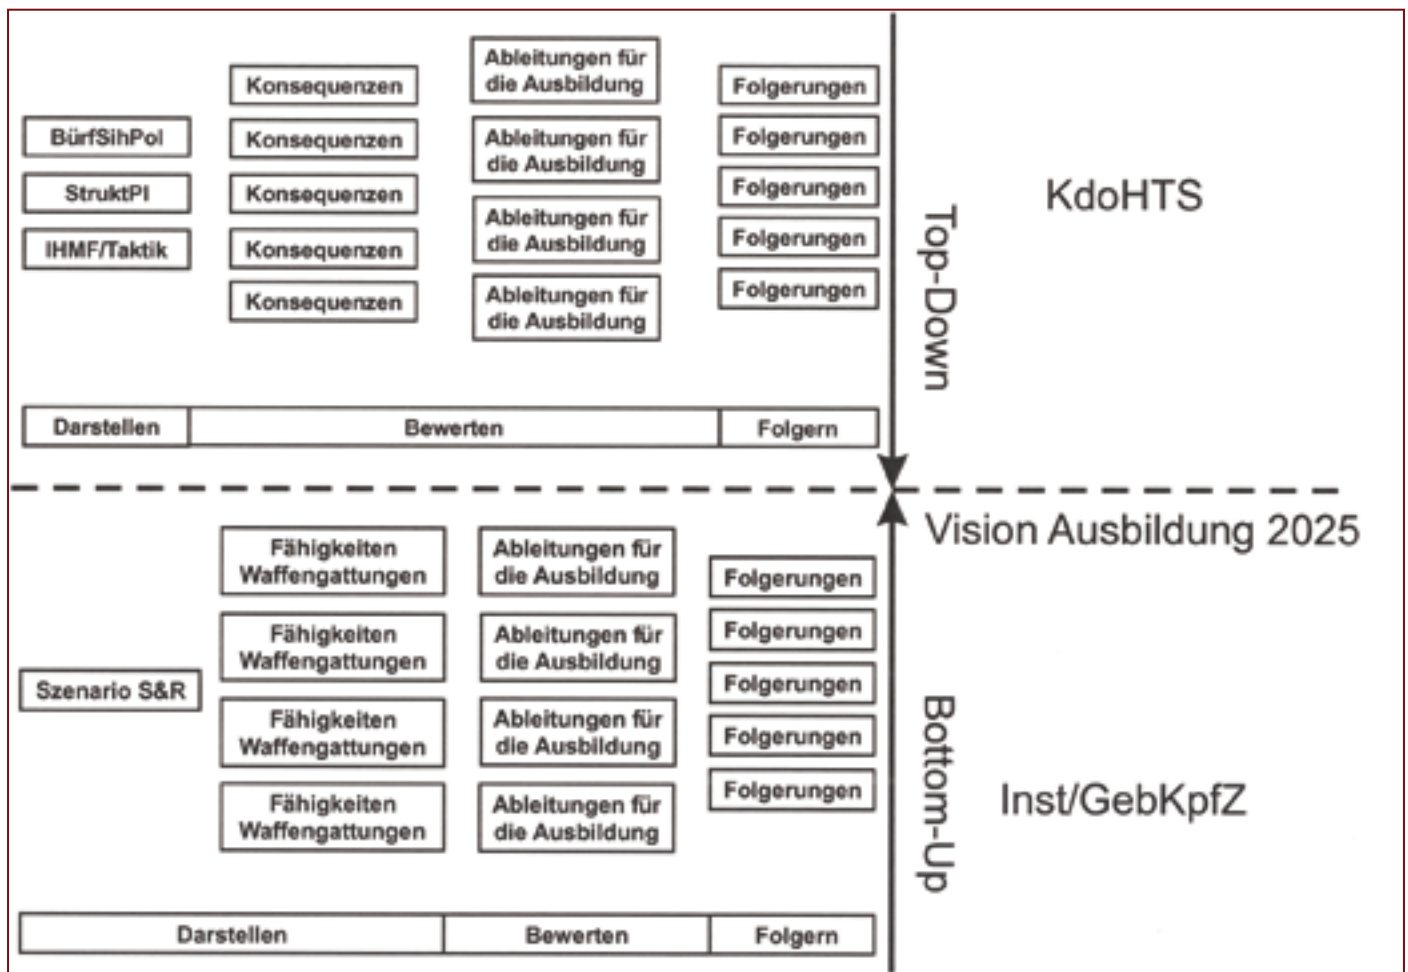 BürfSihPol
StruktPl
IHMF/Taktik
Konsequenzen
Konsequenzen
Konsequenzen
Konsequenzen
Konsequenzen
Ableitungen für
die Ausbildung
Ableitungen für
die Ausbildung
Ableitungen für
die Ausbildung
Ableitungen für
die Ausbildung
Folgerungen
Folgerungen
Folgerungen
Folgerungen
Folgerungen
Darstellen
Bewerten
Folgern
Top-Down
KdoHTS
Vision Ausbildung 2025
Szenario S&R
Fähigkeiten
Waffengattungen
Fähigkeiten
Waffengattungen
Fähigkeiten
Waffengattungen
Fähigkeiten
Waffengattungen
Ableitungen für
die Ausbildung
Ableitungen für
die Ausbildung
Ableitungen für
die Ausbildung
Ableitungen für
die Ausbildung
Folgerungen
Folgerungen
Folgerungen
Folgerungen
Folgerungen
Darstellen
Bewerten
Folgern
Bottom-Up
Inst/GebKpfZ